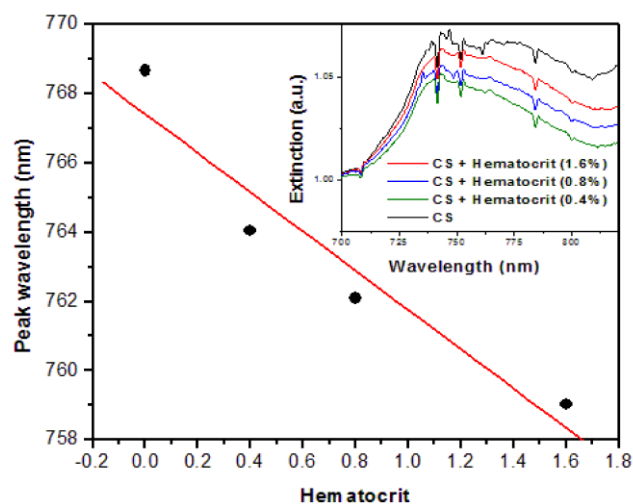 770
768
766
764
762
760
758
Peak wavelength (nm)
-0.2 0.0 0.2 0.4 0.6 0.8 1.0 1.2 1.4 1.6 1.8
Hematocrit
Extinction (a.u.)
1.05
1.00
CS + Hematocrit (1.6%)
CS + Hematocrit (0.8%)
CS + Hematocrit (0.4%)
CS
700 725 750 775 800
Wavelength (nm)